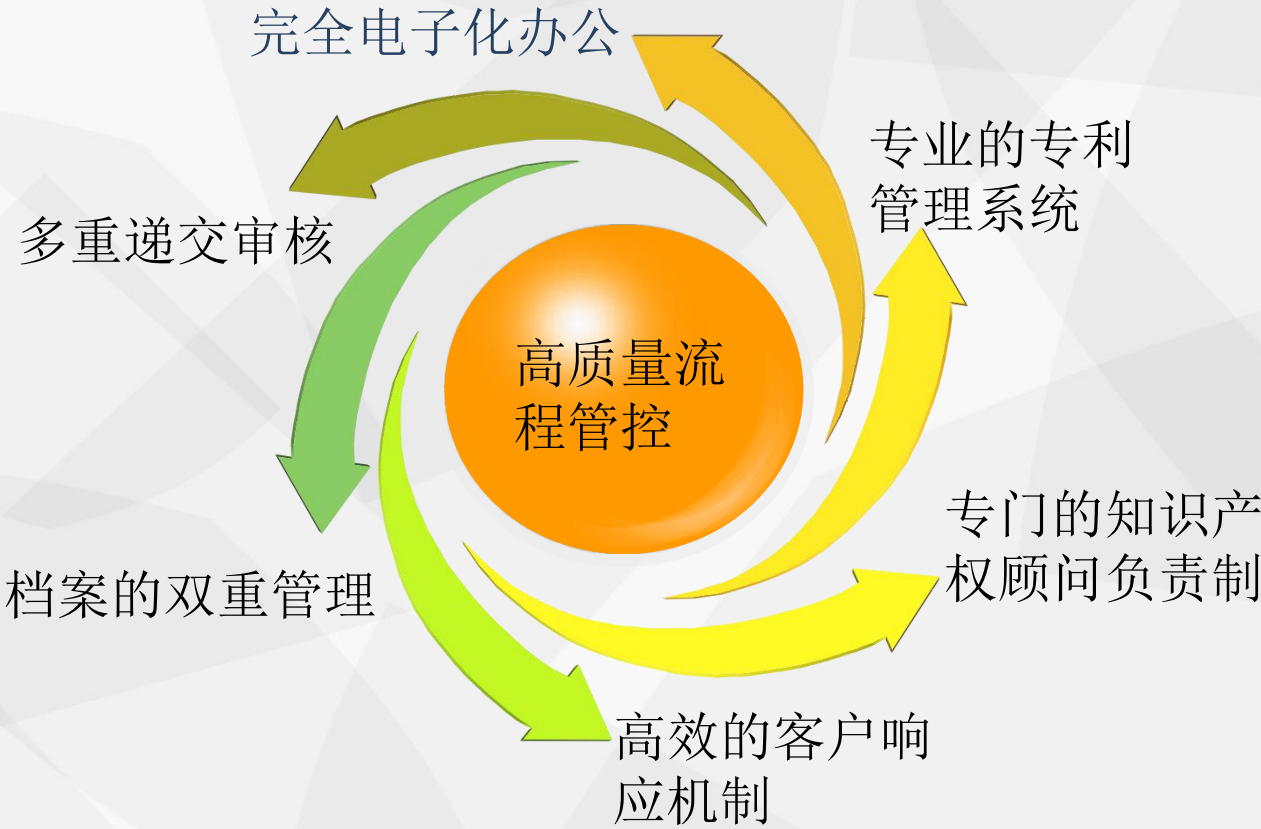 完全电子化办公
专业的专利
管理系统
多重递交审核
高质量流
程管控
专门的知识产
权顾问负责制
档案的双重管理
高效的客户响
应机制